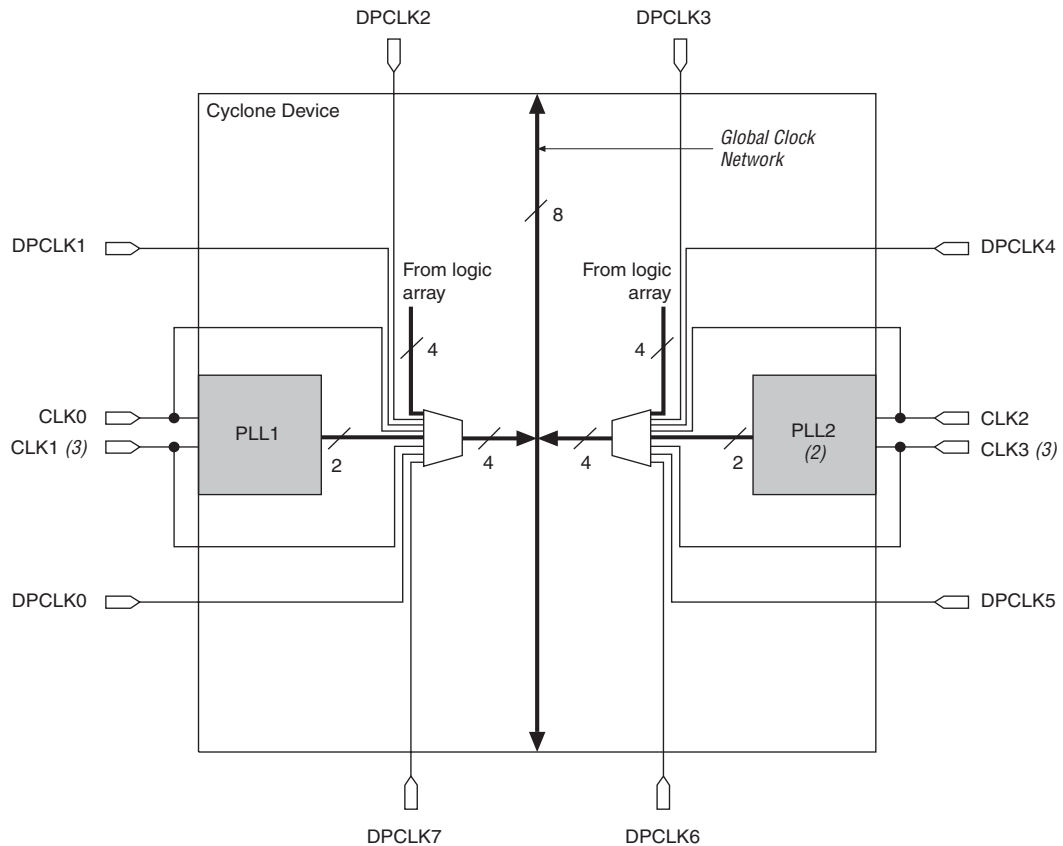 DPCLK2
DPCLK3
Cyclone Device
Global Clock
Network
8
DPCLK1
DPCLK4
From logic
array
From logic
array
4
4
CLK0
CLK2
PLL1
PLL2
(2)
CLK1 (3)
CLK3 (3)
2
4
4
2
DPCLK0
DPCLK5
DPCLK7
DPCLK6